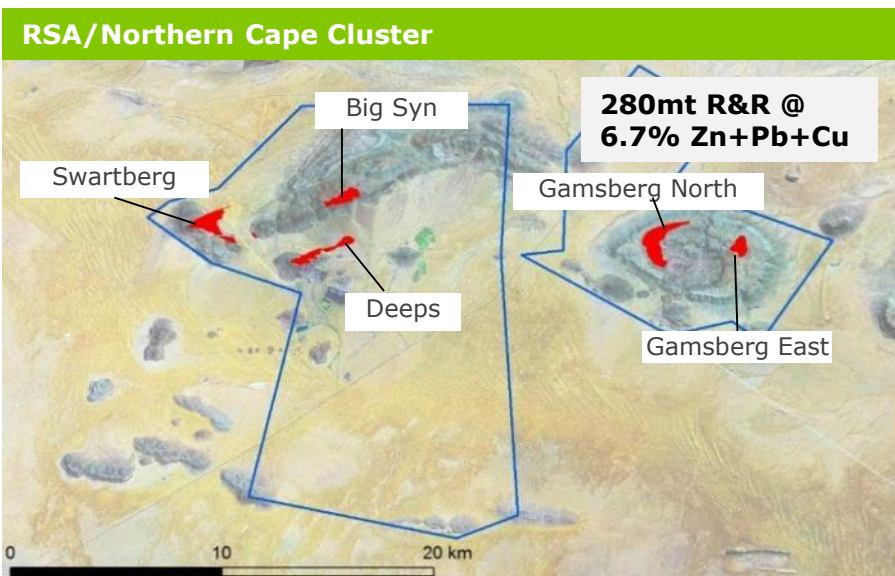 RSA/Northern Cape Cluster
Big Syn
280mt R&R @
6.7% Zn+Pb+Cu
Swartberg
Gamsberg North
Deeps
Gamsberg East
0 10 20 km